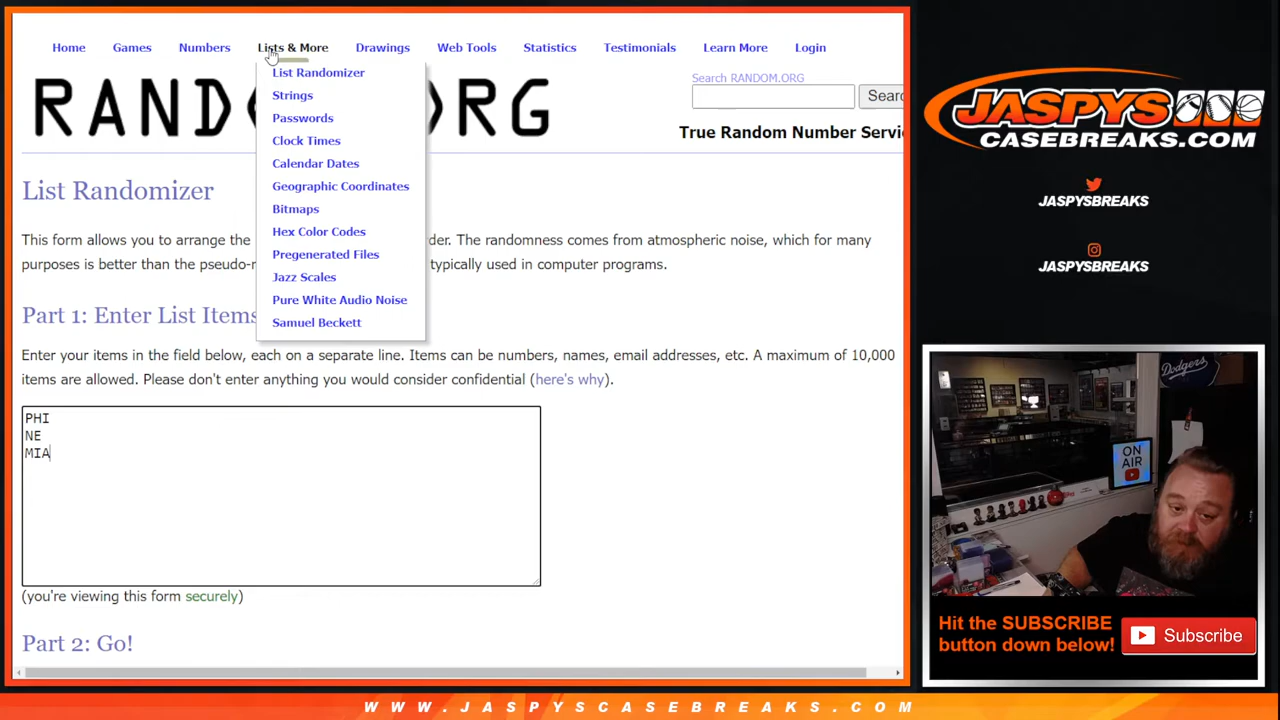 Home Games Numbers Lists & More Drawings Web Tools Statistics Testimonials Learn More Login
List Randomizer
Strings
Passwords
Clock Times
Calendar Dates
Geographic Coordinates
Bitmaps
Hex Color Codes
Pregenerated Files
Jazz Scales
Pure White Audio Noise
Samuel Beckett
RAND ORG
Search RANDOM.ORG
Searc
True Random Number Servi
List Randomizer
This form allows you to arrange the der. The randomness comes from atmospheric noise, which for many
purposes is better than the pseudo-r typically used in computer programs.
Part 1: Enter List Items
Enter your items in the field below, each on a separate line. Items can be numbers, names, email addresses, etc. A maximum of 10,000
items are allowed. Please don't enter anything you would consider confidential (here's why).
PHI
NE
MIA
(you're viewing this form securely)
Part 2: Go!
JASPYS
CASEBREAKS.COM
JASPYSBREAKS
JASPYSBREAKS
Dodgers
ON
AIR
Hit the SUBSCRIBE
button down below!
Subscribe
WWW.JASPYSCASEBREAKS.COM